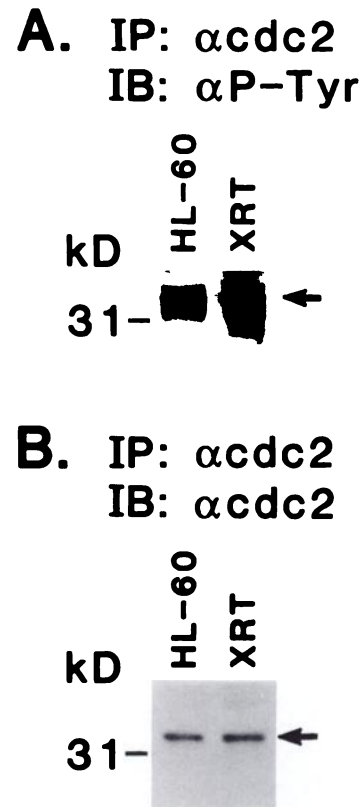 A. IP: αcdc2
IB: αP-Tyr
HL-60
XRT
kD
31-
B. IP: αcdc2
IB: αcdc2
HL-60
XRT
kD
31-